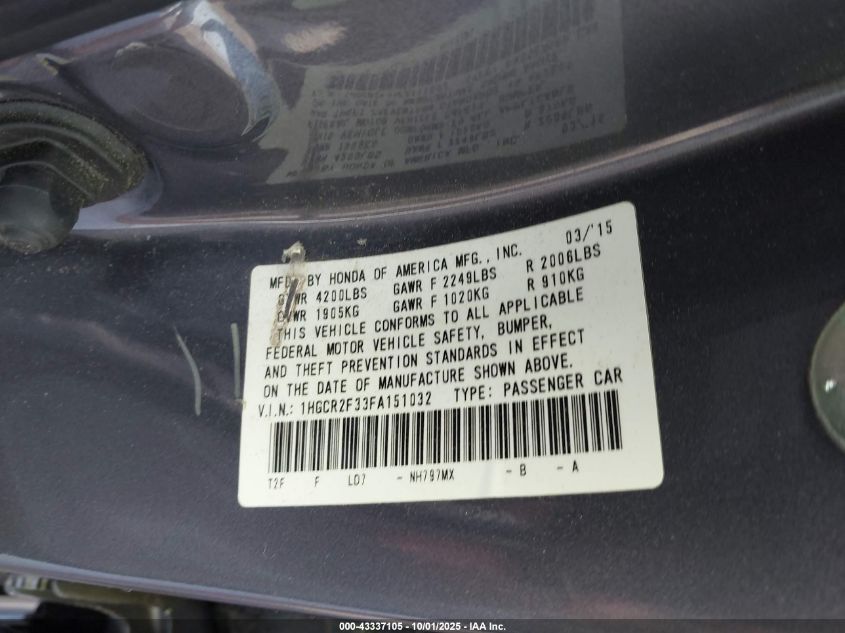 MFD. BY HONDA OF AMERICA MFG., INC. 03/'15
GVWR 4200LBS GAWR F 2249LBS R 2006LBS
GVWR 1905KG GAWR F 1020KG R 910KG
THIS VEHICLE CONFORMS TO ALL APPLICABLE
FEDERAL MOTOR VEHICLE SAFETY, BUMPER,
AND THEFT PREVENTION STANDARDS IN EFFECT
ON THE DATE OF MANUFACTURE SHOWN ABOVE.
V.I.N.: 1HGCR2F33FA151032 TYPE: PASSENGER CAR
T2F F L07 - NH797MX - B - A
000-43337105 - 10/01/2025 - IAA Inc.